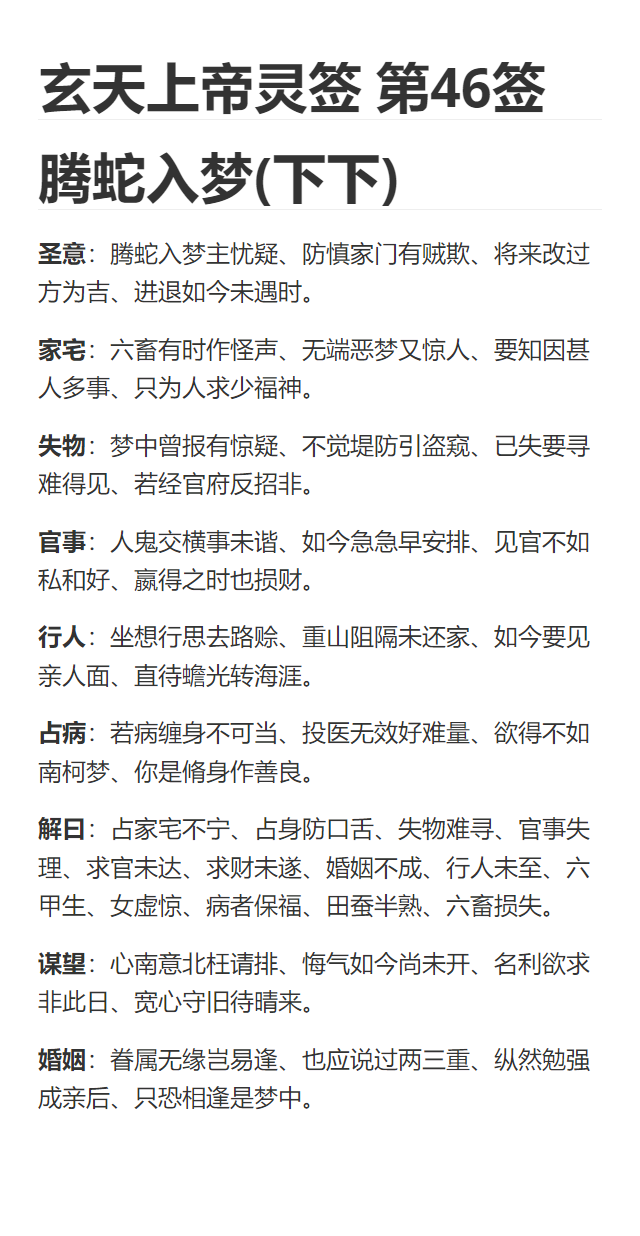 玄天上帝灵签 第46签
腾蛇入梦(下下)
圣意：腾蛇入梦主忧疑、防慎家门有贼欺、将来改过
方为吉、进退如今未遇时。
家宅：六畜有时作怪声、无端恶梦又惊人、要知因甚
人多事、只为人求少福神。
失物：梦中曾报有惊疑、不觉堤防引盗窥、已失要寻
难得见、若经官府反招非。
官事：人鬼交横事未谐、如今急急早安排、见官不如
私和好、嬴得之时也损财。
行人：坐想行思去路赊、重山阻隔未还家、如今要见
亲人面、直待蟾光转海涯。
占病：若病缠身不可当、投医无效好难量、欲得不如
南柯梦、你是脩身作善良。
解曰：占家宅不宁、占身防口舌、失物难寻、官事失
理、求官未达、求财未遂、婚姻不成、行人未至、六
甲生、女虚惊、病者保福、田蚕半熟、六畜损失。
谋望：心南意北枉请排、悔气如今尚未开、名利欲求
非此日、宽心守旧待晴来。
婚姻：眷属无缘岂易逢、也应说过两三重、纵然勉强
成亲后、只恐相逢是梦中。